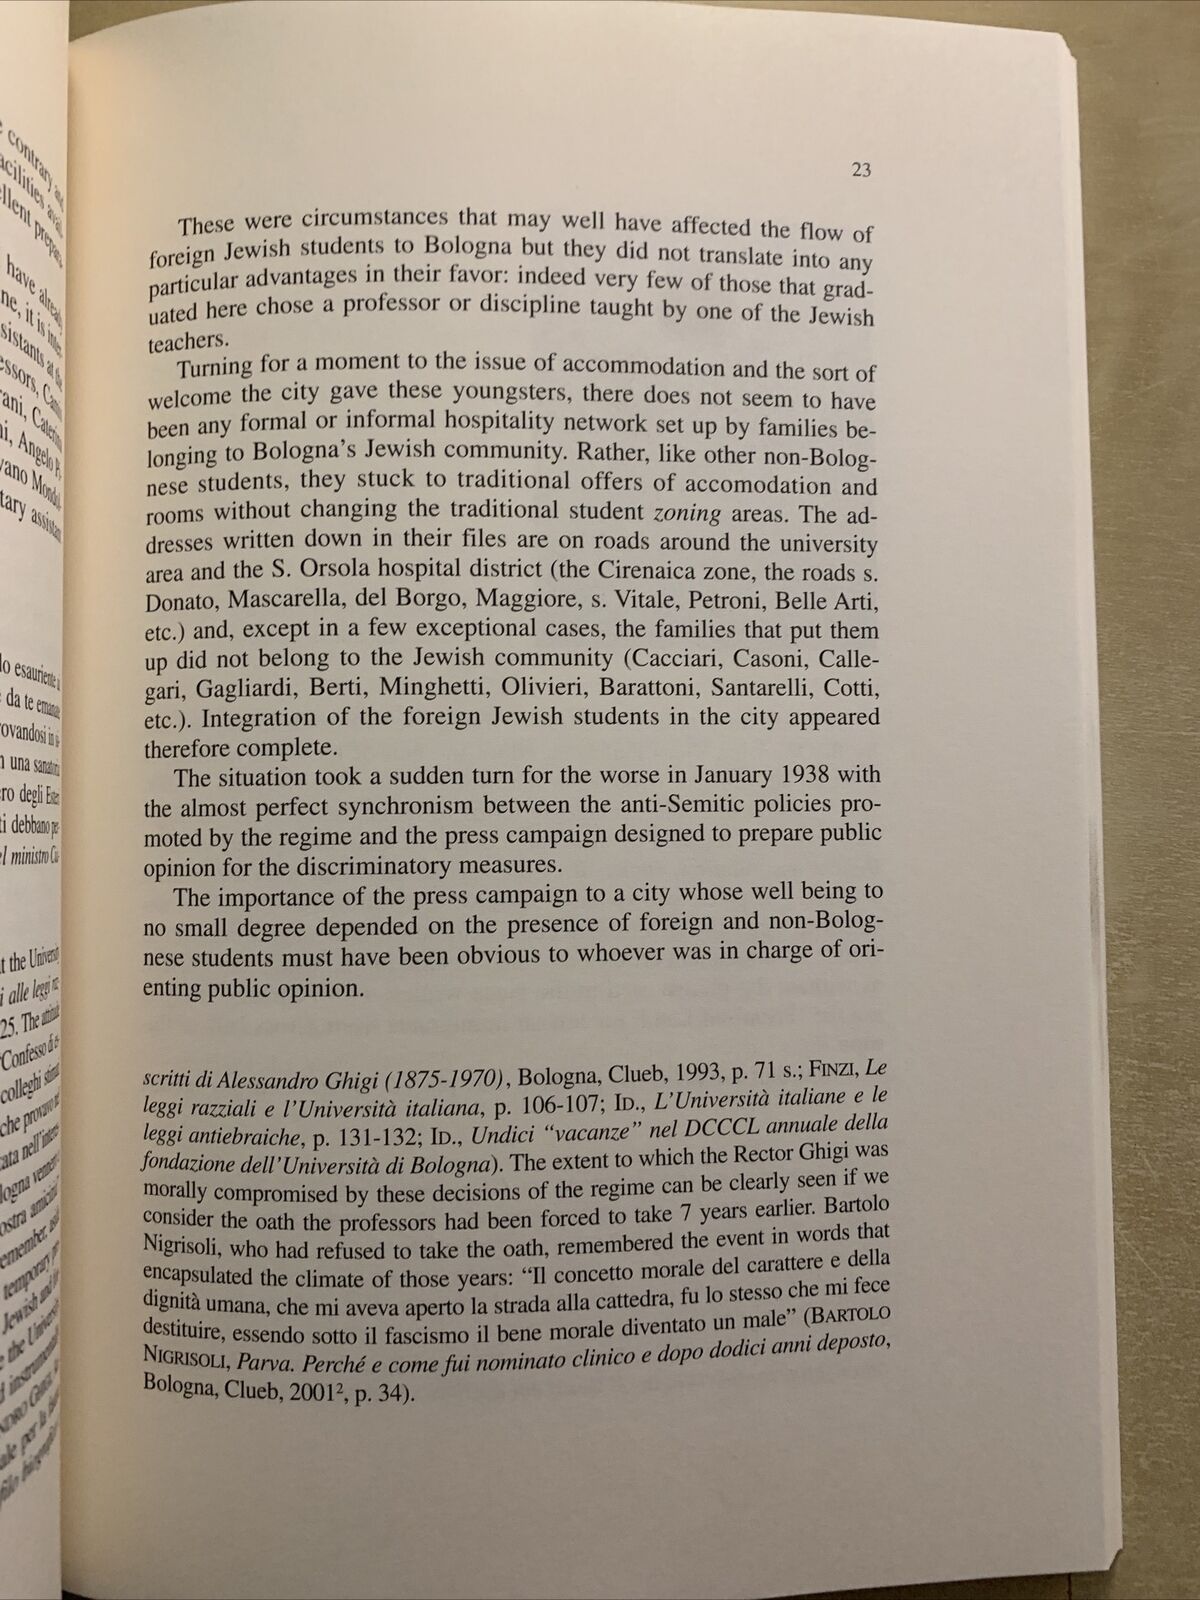 23
These were circumstances that may well have affected the flow of
foreign Jewish students to Bologna but they did not translate into any
particular advantages in their favor: indeed very few of those that grad-
uated here chose a professor or discipline taught by one of the Jewish
teachers.
Turning for a moment to the issue of accommodation and the sort of
welcome the city gave these youngsters, there does not seem to have
been any formal or informal hospitality network set up by families be-
longing to Bologna's Jewish community. Rather, like other non-Bolog-
nese students, they stuck to traditional offers of accomodation and
rooms without changing the traditional student zoning areas. The ad-
dresses written down in their files are on roads around the university
area and the S. Orsola hospital district (the Cirenaica zone, the roads s.
Donato, Mascarella, del Borgo, Maggiore, s. Vitale, Petroni, Belle Arti,
etc.) and, except in a few exceptional cases, the families that put them
up did not belong to the Jewish community (Cacciari, Casoni, Calle-
gari, Gagliardi, Berti, Minghetti, Olivieri, Barattoni, Santarelli, Cotti,
etc.). Integration of the foreign Jewish students in the city appeared
therefore complete.
The situation took a sudden turn for the worse in January 1938 with
the almost perfect synchronism between the anti-Semitic policies pro-
moted by the regime and the press campaign designed to prepare public
opinion for the discriminatory measures.
The importance of the press campaign to a city whose well being to
no small degree depended on the presence of foreign and non-Bolog-
nese students must have been obvious to whoever was in charge of ori-
enting public opinion.
scritti di Alessandro Ghigi (1875-1970), Bologna, Clueb, 1993, p. 71 s.; FINZI, Le
leggi razziali e l'Università italiana, p. 106-107; ID., L'Università italiane e le
leggi antiebraiche, p. 131-132; ID., Undici "vacanze" nel DCCCL annuale della
fondazione dell'Università di Bologna). The extent to which the Rector Ghigi was
morally compromised by these decisions of the regime can be clearly seen if we
consider the oath the professors had been forced to take 7 years earlier. Bartolo
Nigrisoli, who had refused to take the oath, remembered the event in words that
encapsulated the climate of those years: "Il concetto morale del carattere e della
dignità umana, che mi aveva aperto la strada alla cattedra, fu lo stesso che mi fece
destituire, essendo sotto il fascismo il bene morale diventato un male" (BARTOLO
NIGRISOLI, Parva. Perché e come fui nominato clinico e dopo dodici anni deposto,
Bologna, Clueb, 2001², p. 34).